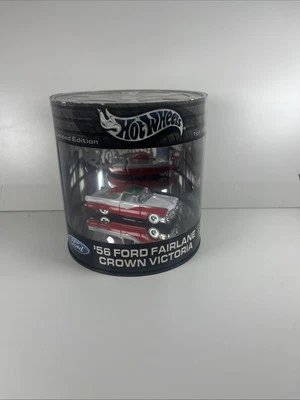 HOT WHEELS
Limited Edition
Ford
'56 FORD FAIRLANE
CROWN VICTORIA